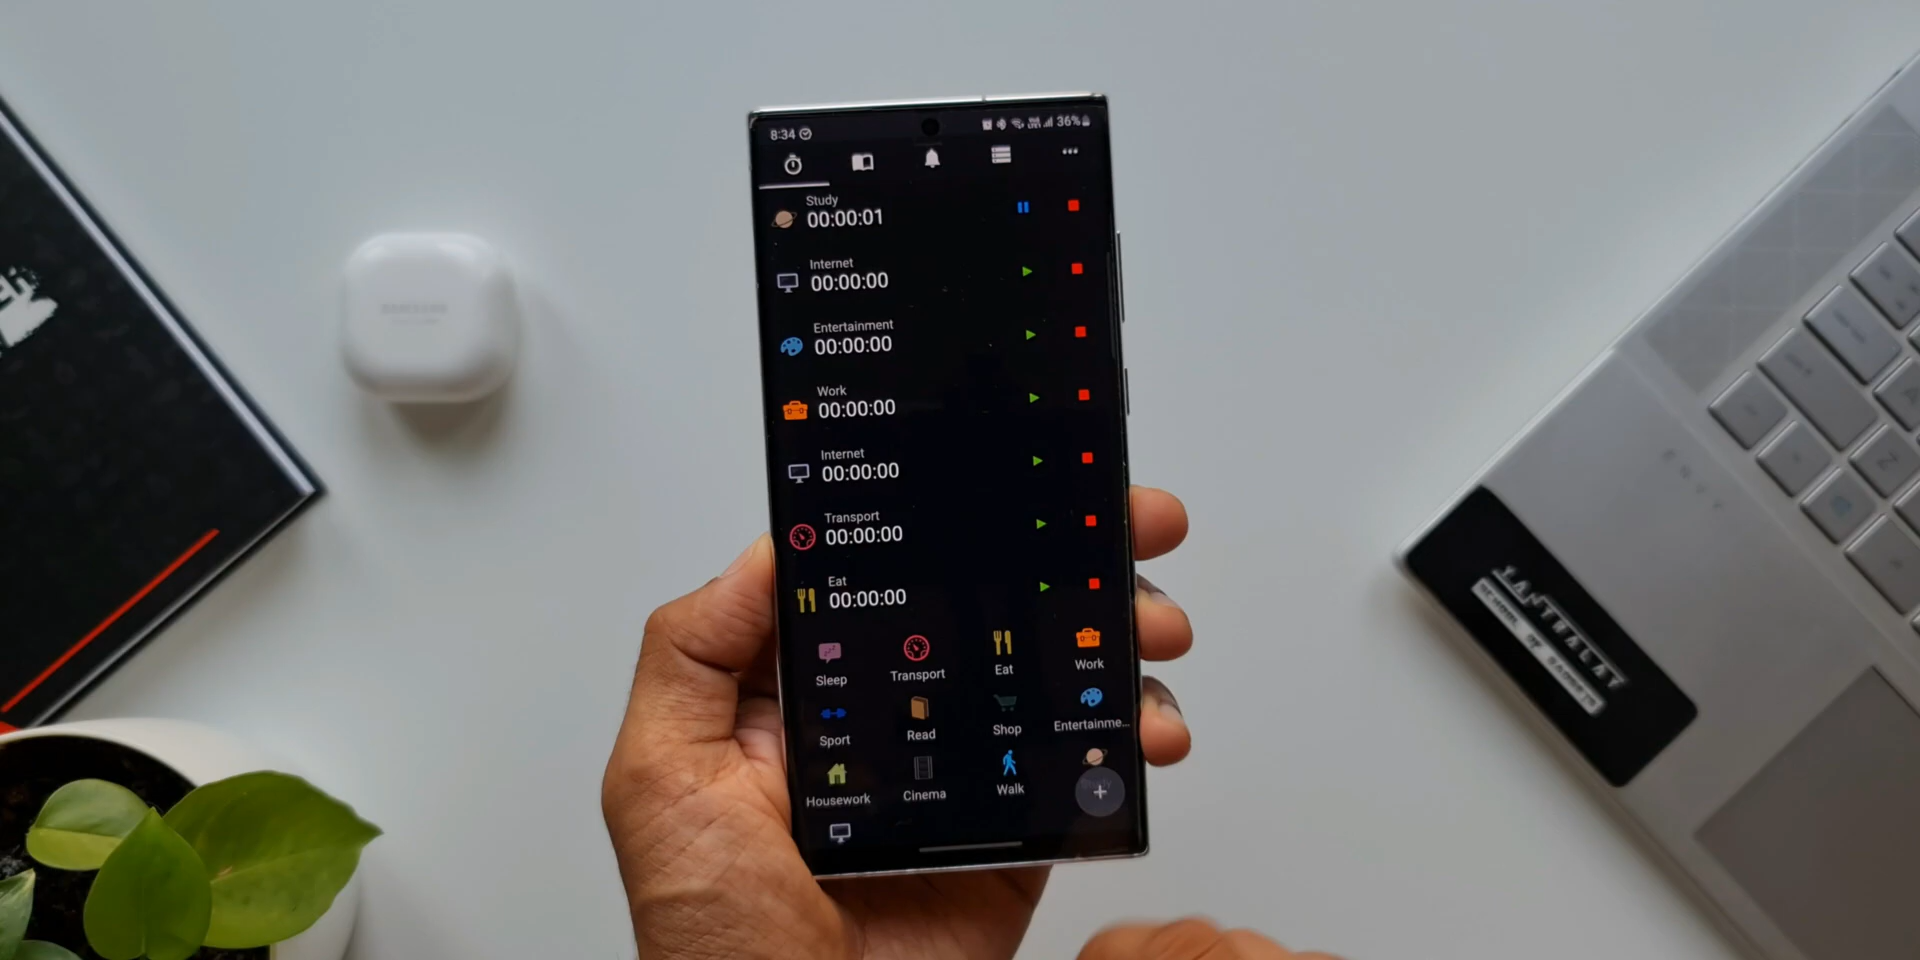 8:34
36%
Study
00:00:01
Internet
00:00:00
Entertainment
00:00:00
Work
00:00:00
Internet
00:00:00
Transport
00:00:00
Eat
00:00:00
Sleep Transport Eat Work
Sport Read Shop Entertainme...
Housework Cinema Walk
SAMSUNG
ENVY